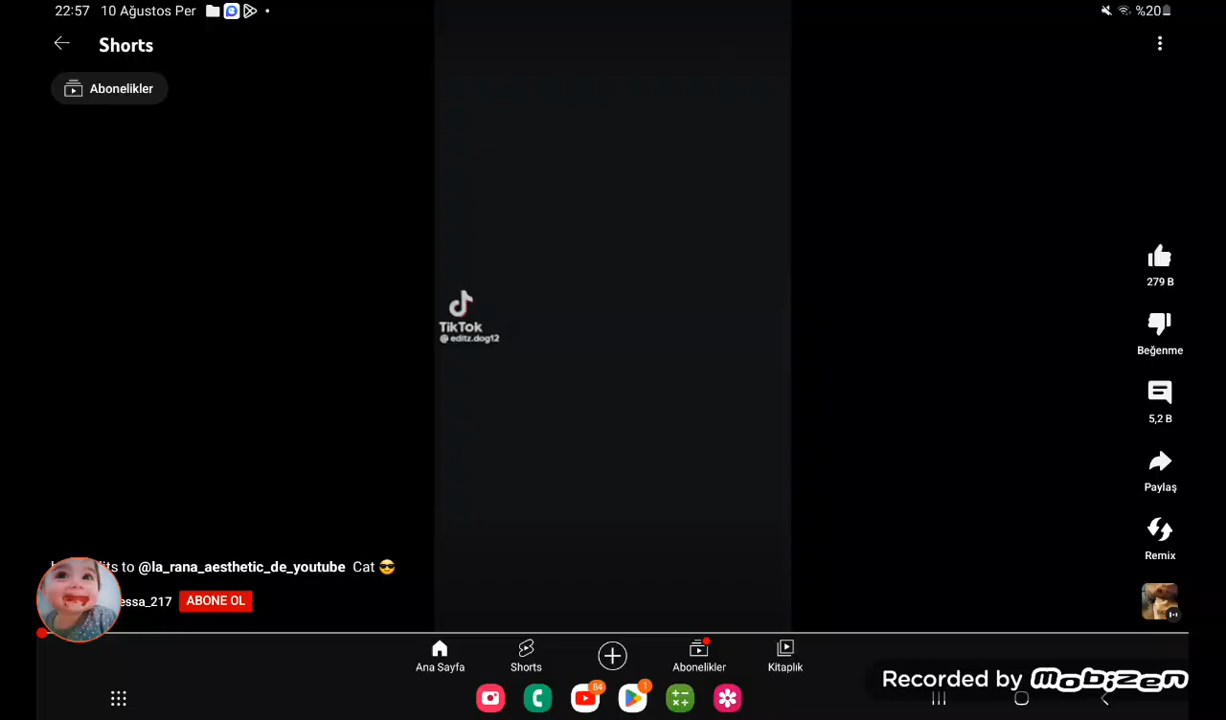 22:57 10 Ağustos Per
%20
Shorts
Abonelikler
TikTok
@editz.dog12
279 B
Beğenme
5,2 B
Paylaş
Remix
to @la_rana_aesthetic_de_youtube Cat 😎
essa_217 ABONE OL
Ana Sayfa
Shorts
Abonelikler
Kitaplık
84
1
Recorded by mobizen